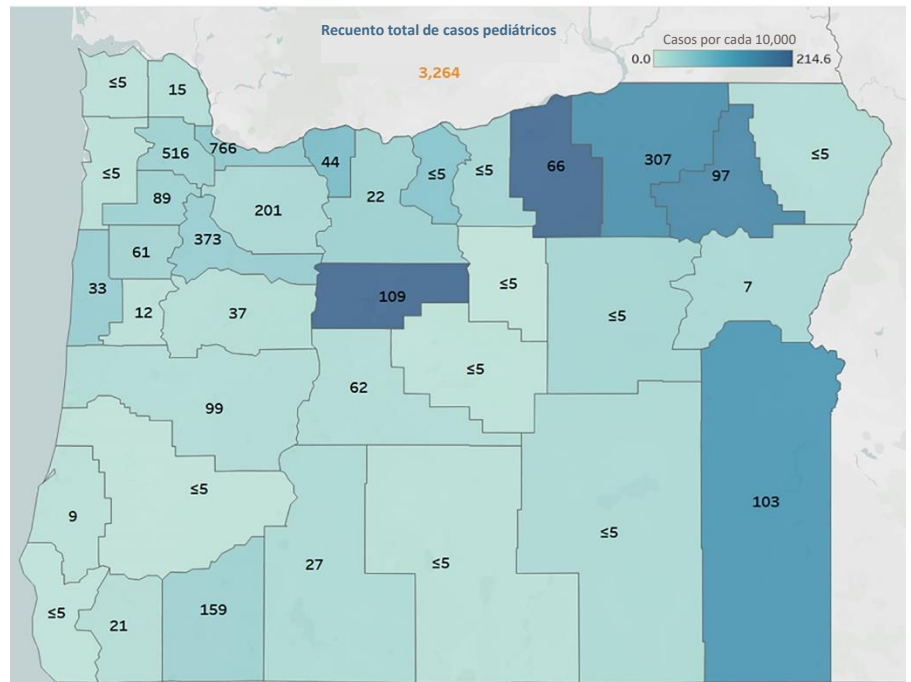 Recuento total de casos pediátricos
3,264
Casos por cada 10,000
0.0 214.6
≤5 15
516 766 44 ≤5 ≤5 66 307 97 ≤5
≤5
89 201 22
373
61
33 12 37 109 ≤5 ≤5 7
62 ≤5
99
≤5
9 103
27 ≤5 ≤5
≤5 21 159